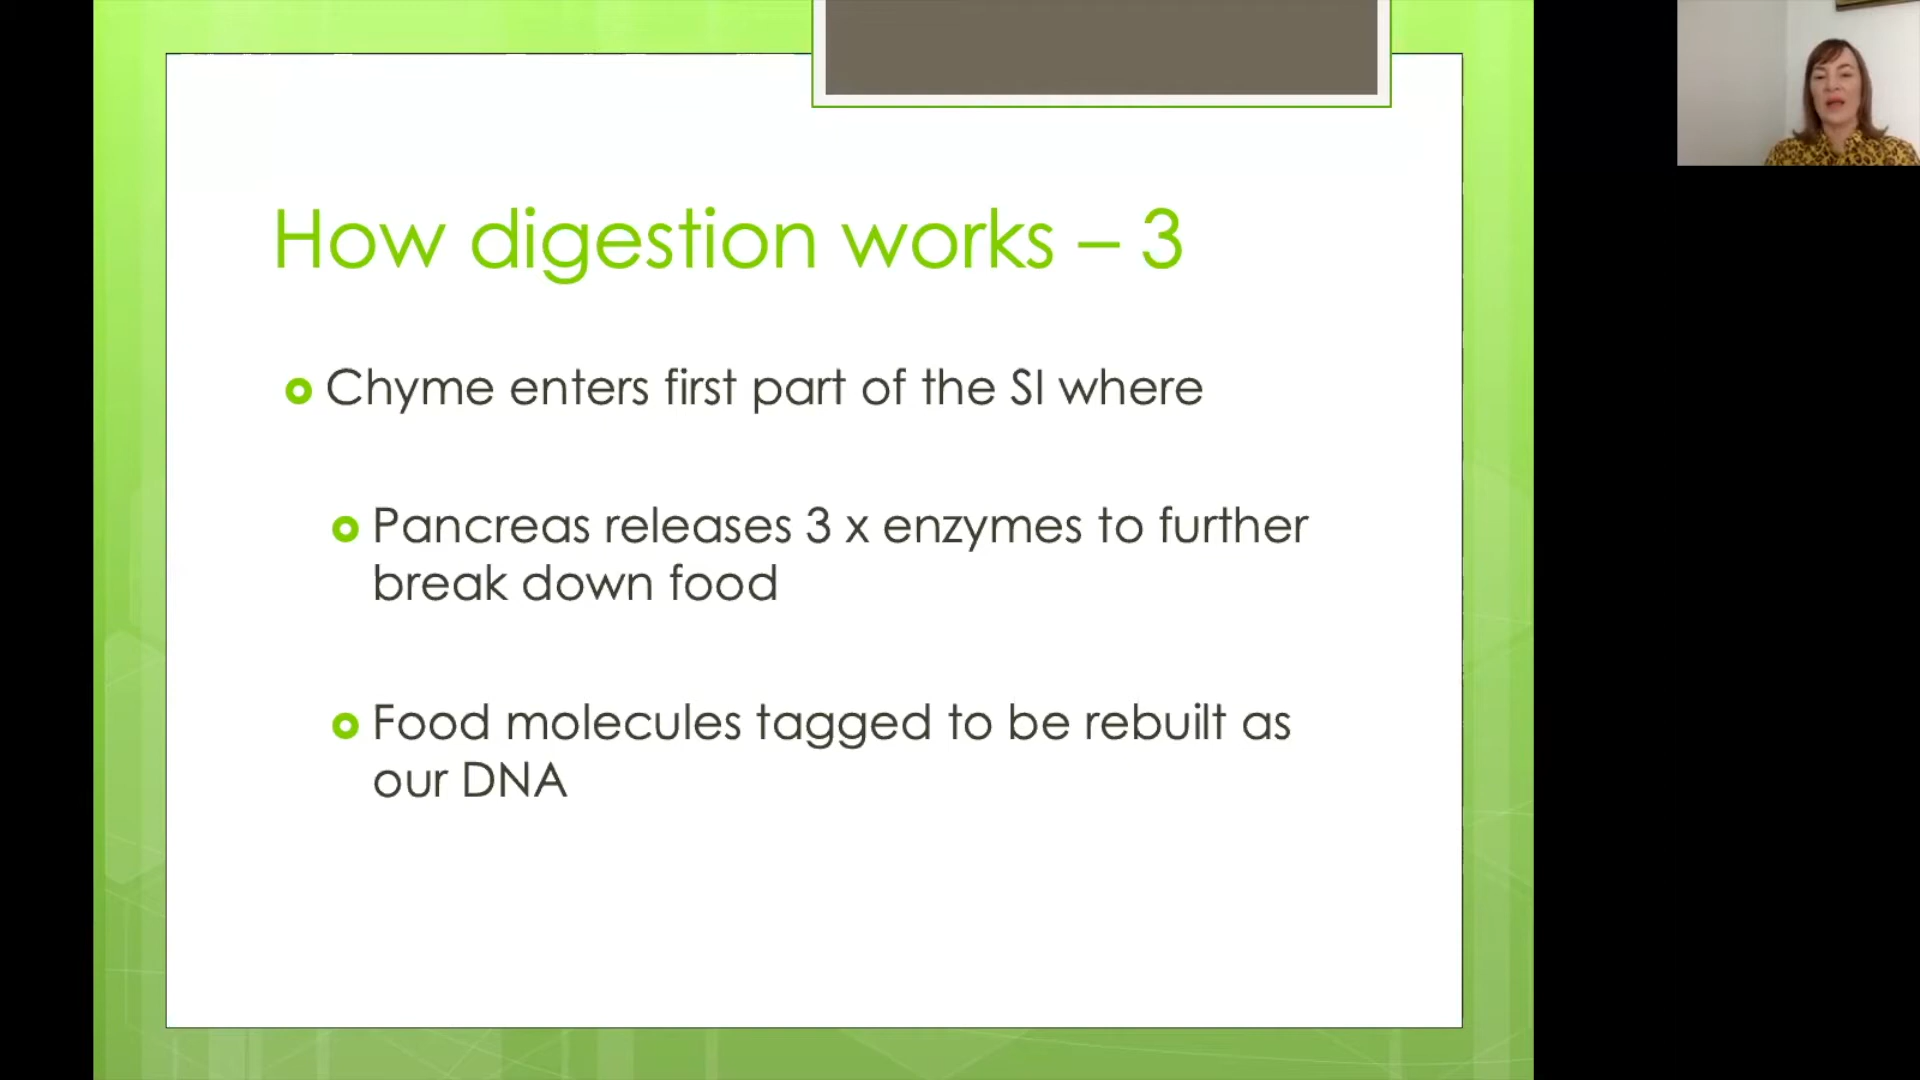 How digestion works – 3
Chyme enters first part of the SI where
Pancreas releases 3 x enzymes to further
break down food
Food molecules tagged to be rebuilt as
our DNA